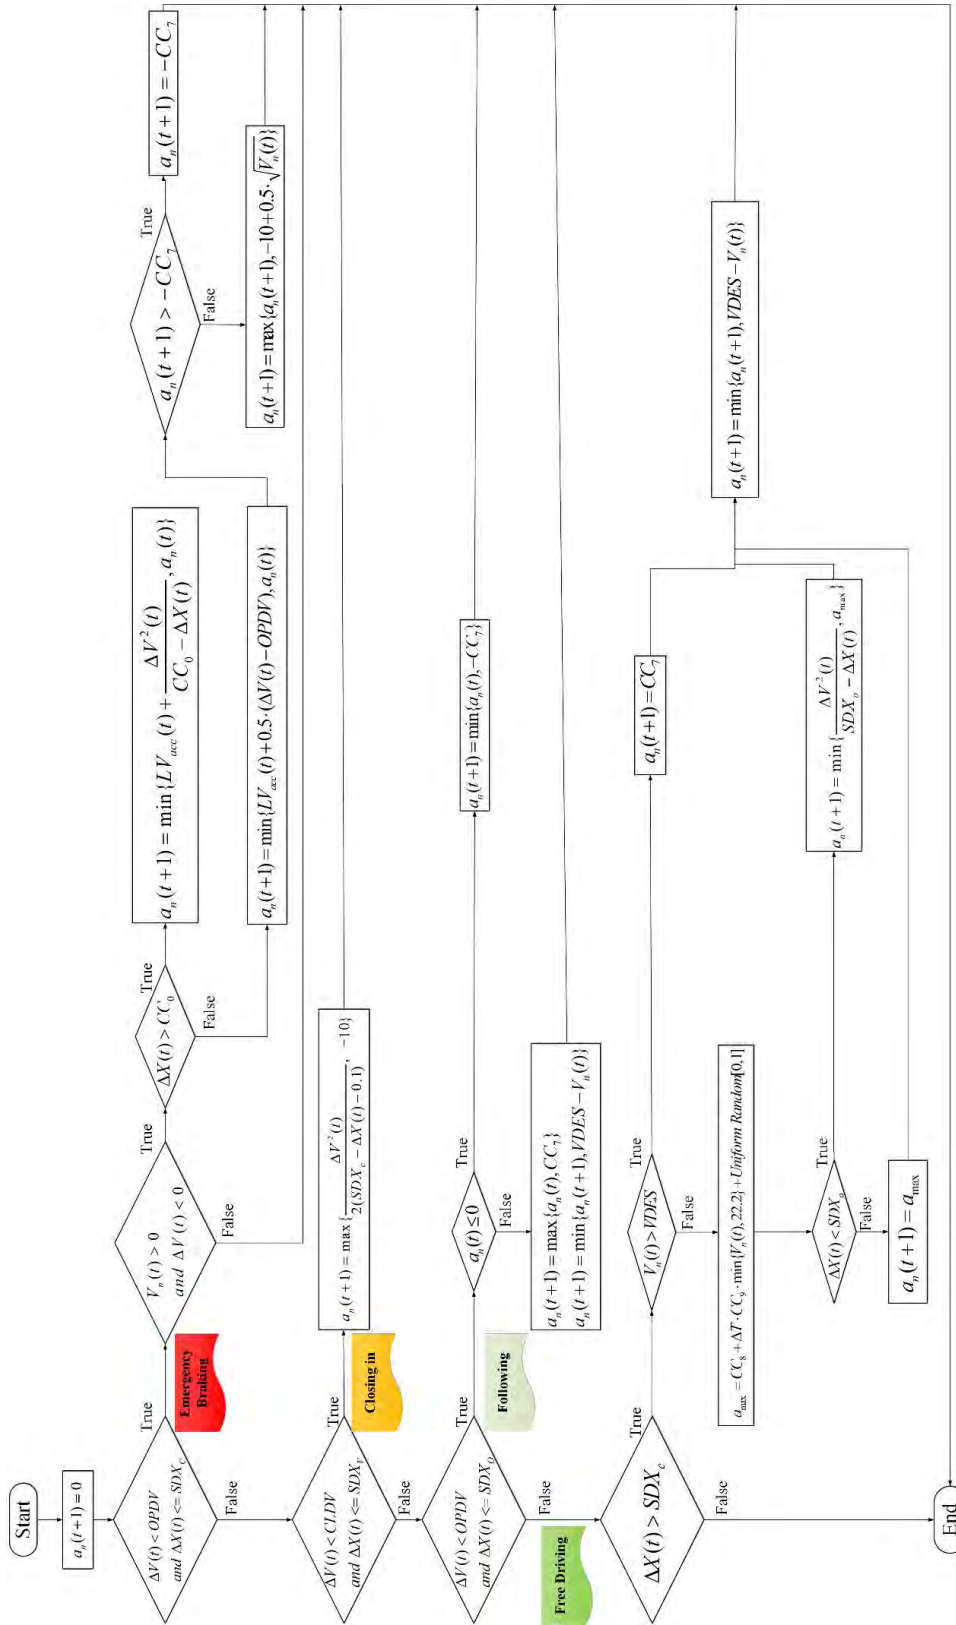 Start
a_n(t+1) = 0
ΔV(t) < OPDV
and ΔX(t) <= SDX_c
True
False
Emergency
Braking
V_n(t) > 0
and ΔV(t) < 0
True
False
ΔX(t) > CC_0
True
False
a_n(t+1) = min{LV_acc(t) + ΔV²(t) / (CC_0 − ΔX(t)), a_n(t)}
a_n(t+1) = min{LV_acc(t) + 0.5·(ΔV(t) − OPDV), a_n(t)}
a_n(t+1) > −CC_7
True
False
a_n(t+1) = −CC_7
a_n(t+1) = max{a_n(t+1), −10 + 0.5·√V_n(t)}
ΔV(t) < CLDV
and ΔX(t) <= SDX_v
True
False
Closing in
a_n(t+1) = max{ΔV²(t) / 2(SDX_c − ΔX(t) − 0.1), −10}
ΔV(t) < OPDV
and ΔX(t) <= SDX_o
True
False
Following
a_n(t) ≤ 0
True
False
a_n(t+1) = min{a_n(t), −CC_7}
a_n(t+1) = max{a_n(t), CC_7}
a_n(t+1) = min{a_n(t+1), VDES − V_n(t)}
Free Driving
ΔX(t) > SDX_c
True
False
V_n(t) > VDES
True
False
a_n(t+1) = CC_7
a_max = CC_8 + ΔT·CC_9·min{V_n(t), 22.2} + Uniform Random[0,1]
ΔX(t) < SDX_o
True
False
a_n(t+1) = min{ΔV²(t) / (SDX_o − ΔX(t)), a_max}
a_n(t+1) = a_max
a_n(t+1) = min{a_n(t+1), VDES − V_n(t)}
End